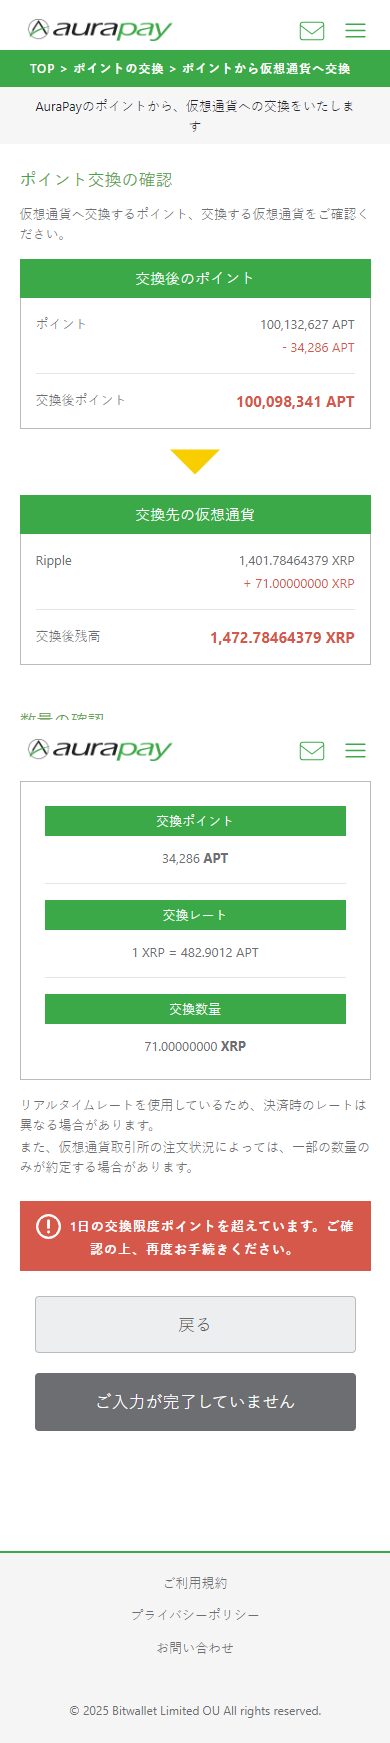 aurapay
TOP > ポイントの交換 > ポイントから仮想通貨へ交換
AuraPayのポイントから、仮想通貨への交換をいたしま
す
ポイント交換の確認
仮想通貨へ交換するポイント、交換する仮想通貨をご確認く
ださい。
交換後のポイント
ポイント 100,132,627 APT
- 34,286 APT
交換後ポイント 100,098,341 APT
交換先の仮想通貨
Ripple 1,401.78464379 XRP
+ 71.00000000 XRP
交換後残高 1,472.78464379 XRP
数量の確認
aurapay
交換ポイント
34,286 APT
交換レート
1 XRP = 482.9012 APT
交換数量
71.00000000 XRP
リアルタイムレートを使用しているため、決済時のレートは
異なる場合があります。
また、仮想通貨取引所の注文状況によっては、一部の数量の
みが約定する場合があります。
1日の交換限度ポイントを超えています。ご確
認の上、再度お手続きください。
戻る
ご入力が完了していません
ご利用規約
プライバシーポリシー
お問い合わせ
© 2025 Bitwallet Limited OU All rights reserved.